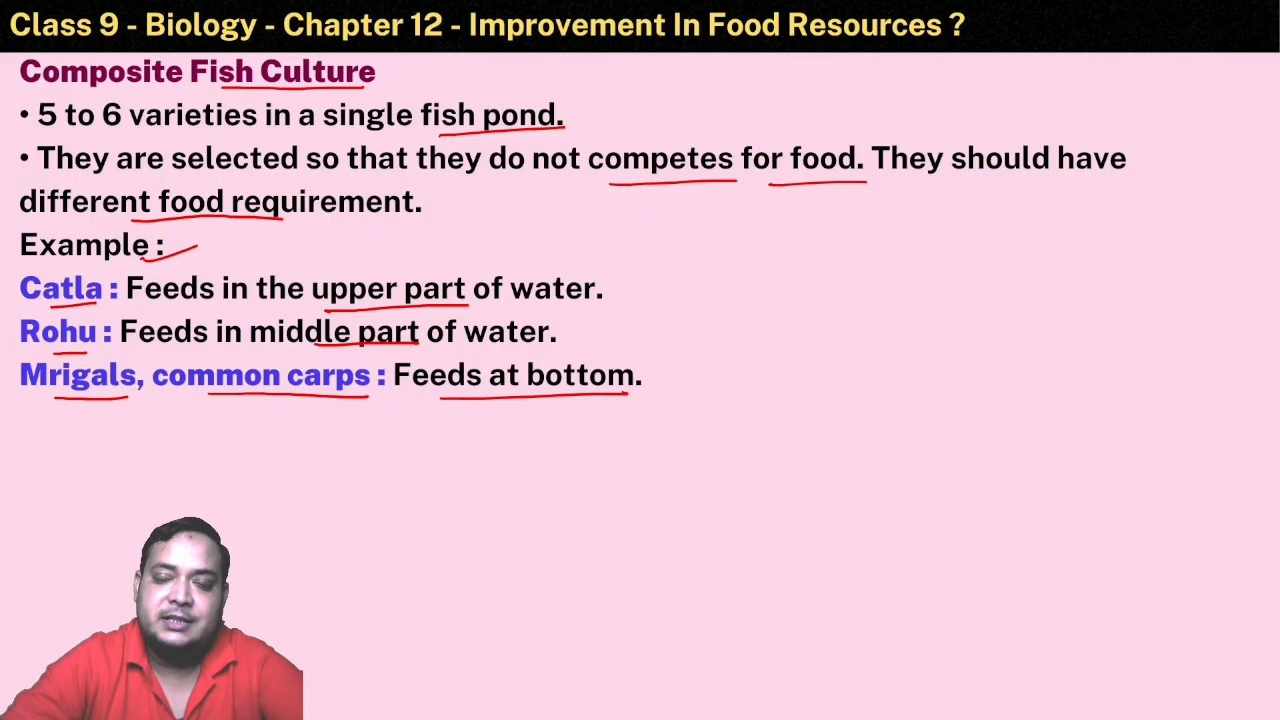 Class 9 - Biology - Chapter 12 - Improvement In Food Resources ?
Composite Fish Culture
• 5 to 6 varieties in a single fish pond.
• They are selected so that they do not competes for food. They should have
different food requirement.
Example :
Catla : Feeds in the upper part of water.
Rohu : Feeds in middle part of water.
Mrigals, common carps : Feeds at bottom.